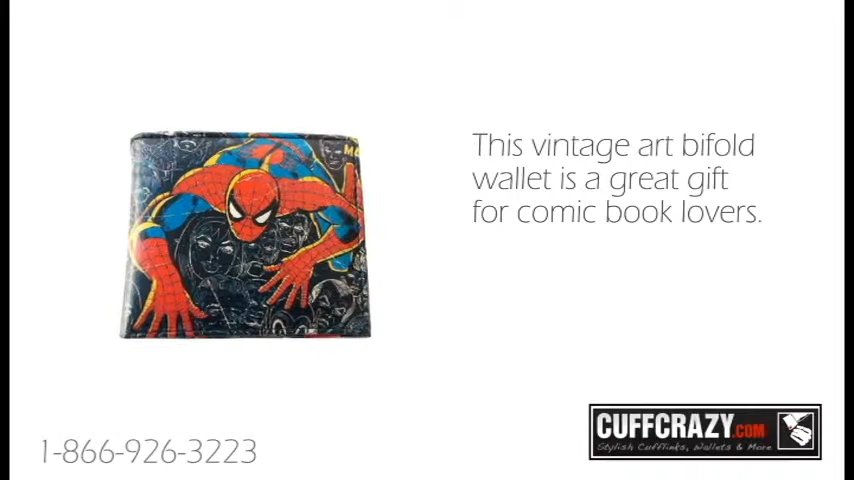 This vintage art bifold
wallet is a great gift
for comic book lovers.
CUFFCRAZY.COM
Stylish Cufflinks, Wallets & More
1-866-926-3223